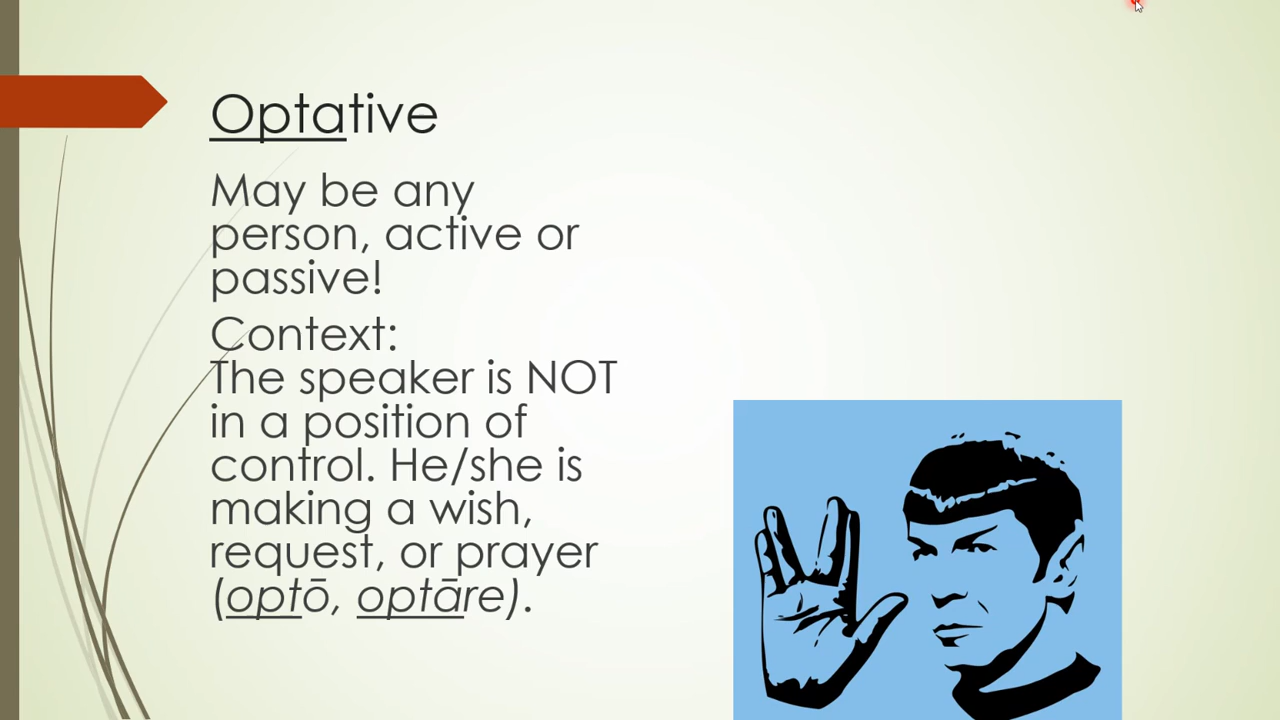 Optative
May be any
person, active or
passive!
Context:
The speaker is NOT
in a position of
control. He/she is
making a wish,
request, or prayer
(optō, optāre).